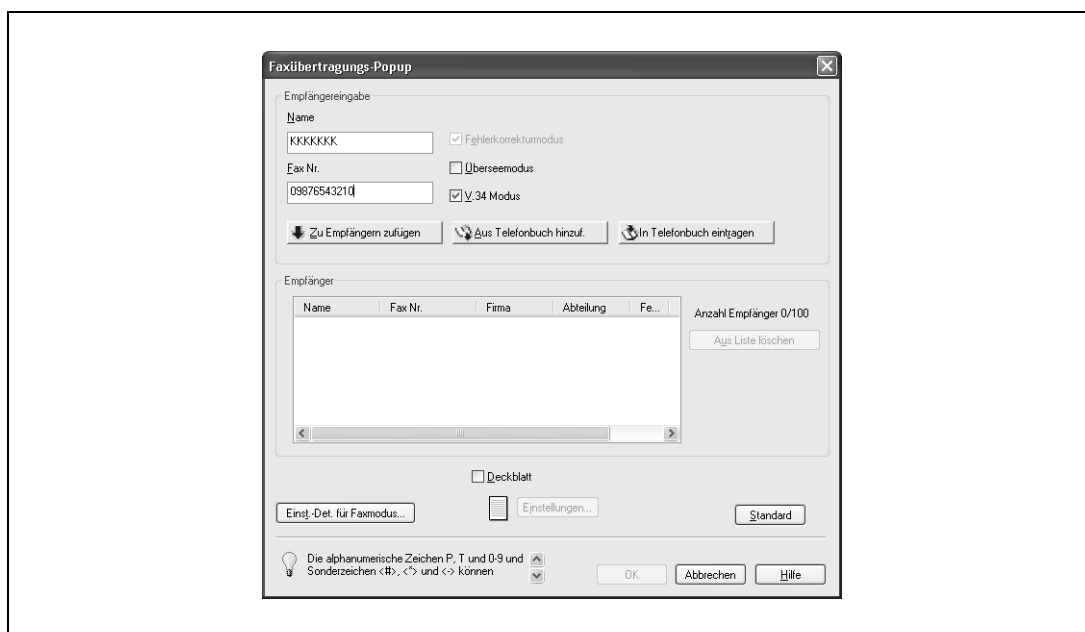 Faxübertragungs-Popup
Empfängereingabe
Name
KKKKKKK
Fehlerkorrekturmodus
Fax Nr.
Überseemodus
09876543210
V.34 Modus
Zu Empfängern zufügen
Aus Telefonbuch hinzuf.
In Telefonbuch eintragen
Empfänger
Name Fax Nr. Firma Abteilung Fe...
Anzahl Empfänger 0/100
Aus Liste löschen
Deckblatt
Einst.-Det. für Faxmodus...
Einstellungen...
Standard
Die alphanumerische Zeichen P, T und 0-9 und
Sonderzeichen <#>, <*> und <-> können
OK Abbrechen Hilfe